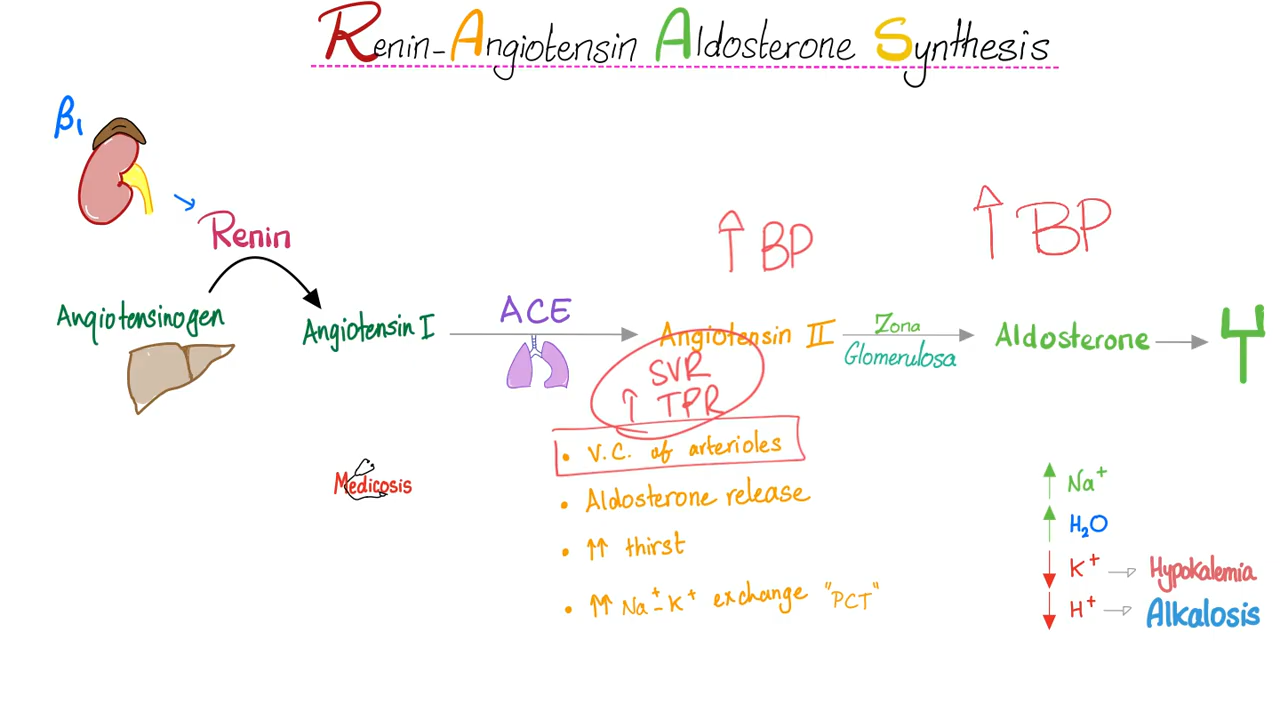 Renin-Angiotensin Aldosterone Synthesis
β1
Renin
Angiotensinogen
Angiotensin I
ACE
↑ BP
Angiotensin II
Zona
Glomerulosa
↑ BP
Aldosterone
SVR
↑ TPR
• V.C. of arterioles
• Aldosterone release
• ↑↑ thirst
• ↑↑ Na+-K+ exchange "PCT"
Medicosis
↑ Na+
↑ H2O
↓ K+ → Hypokalemia
↓ H+ → Alkalosis